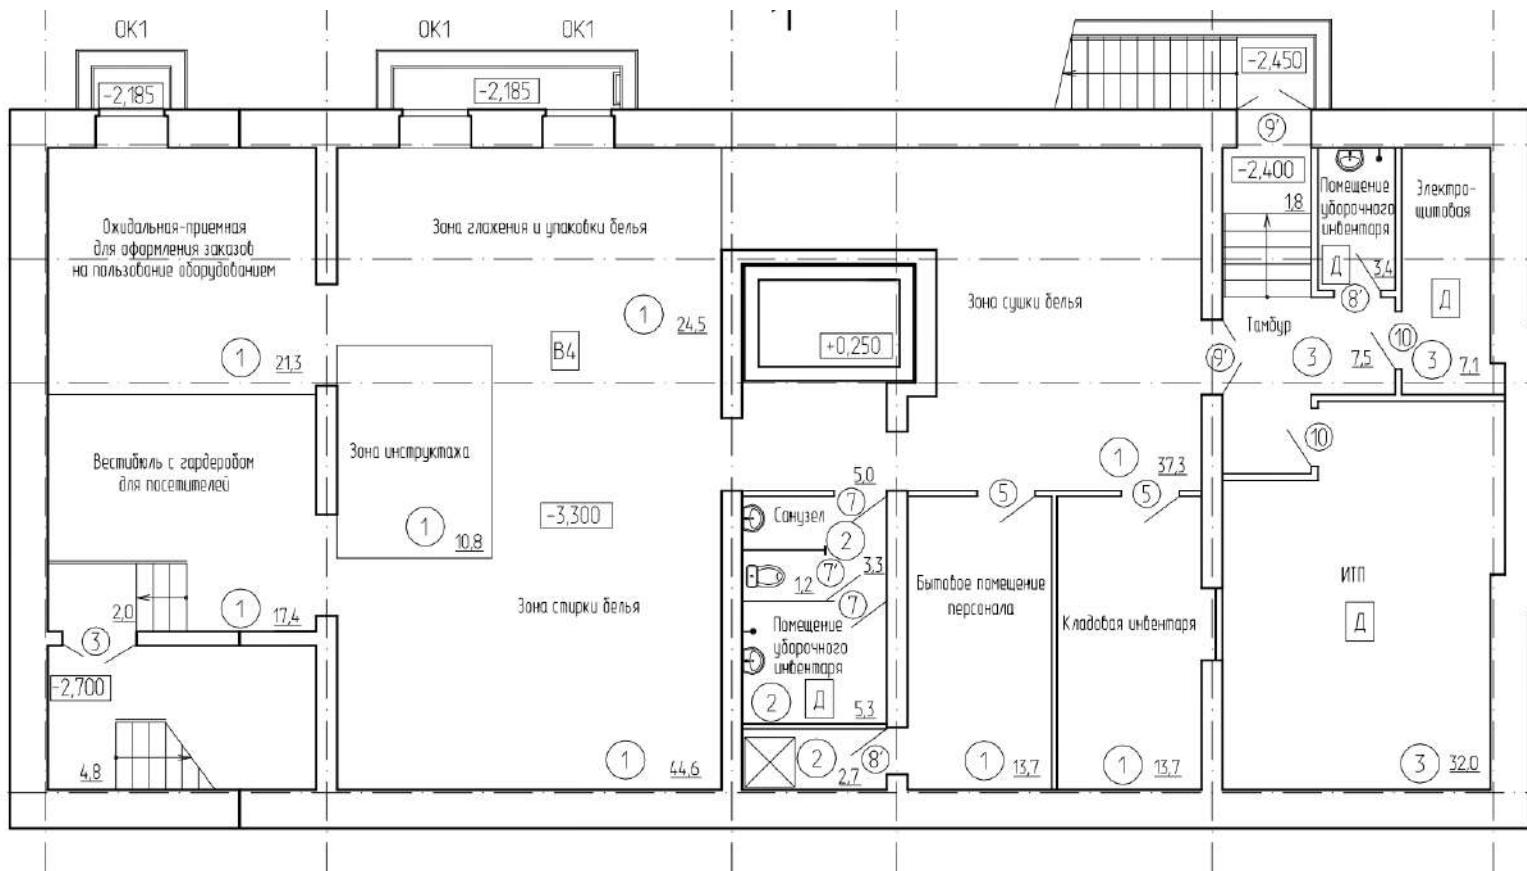 ОК1
ОК1
ОК1
-2,185
-2,185
-2,450
9'
-2,400
1,8
Помещение
уборочного
инвентаря
Д
3,4
8'
Электро-
щитовая
Д
Ожидальная-приемная
для оформления заказов
на пользование оборудованием
1
21,3
Зона глажения и упаковки белья
1
24,5
В4
+0,250
Зона сушки белья
Тамбур
9'
3
7,5
10
3
7,1
10
Вестибюль с гардеробом
для посетителей
Зона инструктажа
1
10,8
-3,300
1
37,3
5,0
7
5
5
Санузел
2
3,3
7'
1,2
7
2,0
1
17,4
3
-2,700
4,8
Зона стирки белья
1
44,6
Помещение
уборочного
инвентаря
Д
2
5,3
2
2,7
8'
Бытовое помещение
персонала
1
13,7
Кладовая инвентаря
1
13,7
ИТП
Д
3
32,0